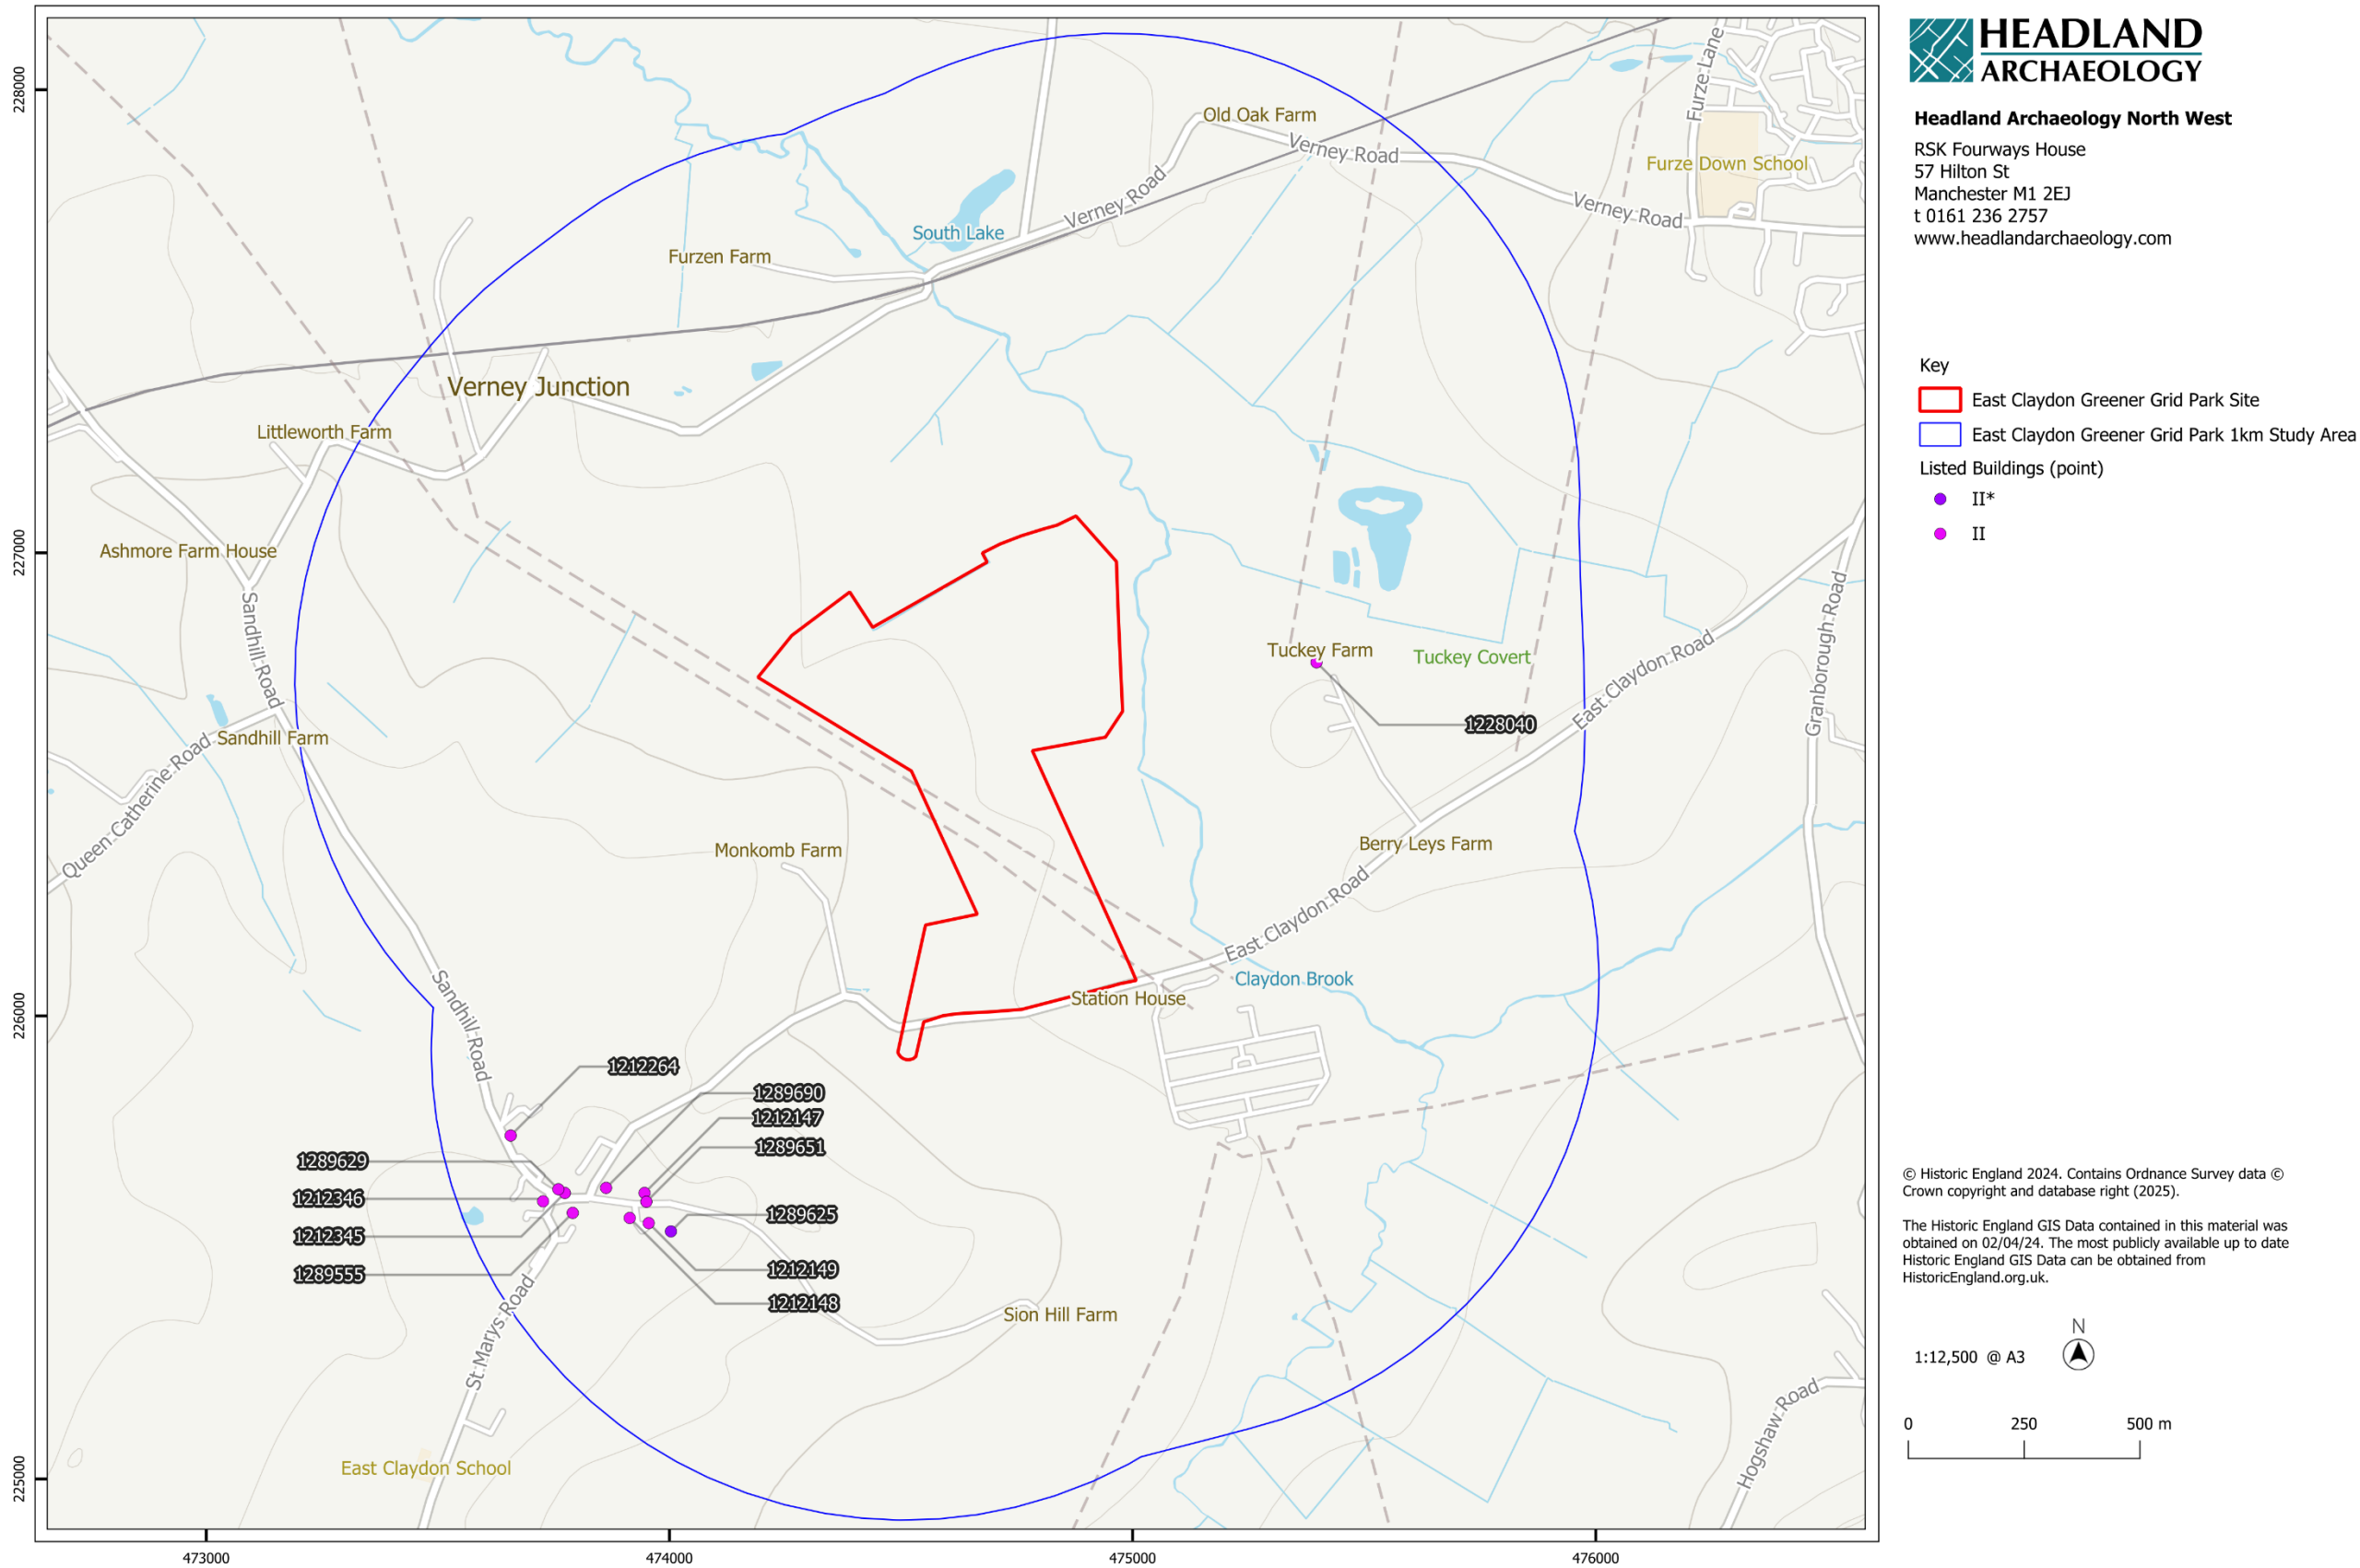 HEADLAND
ARCHAEOLOGY
Headland Archaeology North West
RSK Fourways House
57 Hilton St
Manchester M1 2EJ
t 0161 236 2757
www.headlandarchaeology.com
Key
East Claydon Greener Grid Park Site
East Claydon Greener Grid Park 1km Study Area
Listed Buildings (point)
II*
II
© Historic England 2024. Contains Ordnance Survey data ©
Crown copyright and database right (2025).
The Historic England GIS Data contained in this material was
obtained on 02/04/24. The most publicly available up to date
Historic England GIS Data can be obtained from
HistoricEngland.org.uk.
1:12,500 @ A3
N
0 250 500 m
228000
227000
226000
225000
473000
474000
475000
476000
Furze Lane
Old Oak Farm
Verney Road
Furze Down School
Verney Road
Verney Road
South Lake
Furzen Farm
Verney Junction
Littleworth Farm
Ashmore Farm House
Sandhill Road
Tuckey Farm
Tuckey Covert
Granborough Road
East Claydon Road
1228040
Sandhill Farm
Queen Catherine Road
Monkomb Farm
Berry Leys Farm
East Claydon Road
Claydon Brook
Station House
Sandhill Road
1212264
1289690
1212147
1289651
1289629
1212346
1212345
1289555
1289625
1212149
1212148
Sion Hill Farm
St Marys Road
East Claydon School
Hogshaw Road